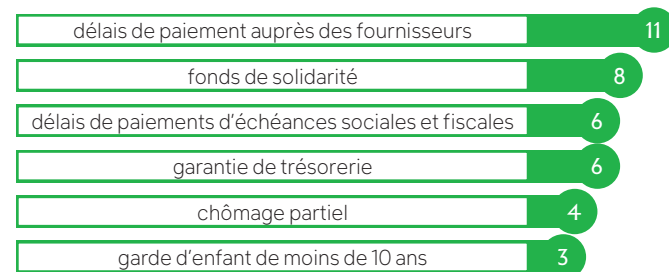 délais de paiement auprès des fournisseurs 11
fonds de solidarité 8
délais de paiements d'échéances sociales et fiscales 6
garantie de trésorerie 6
chômage partiel 4
garde d'enfant de moins de 10 ans 3